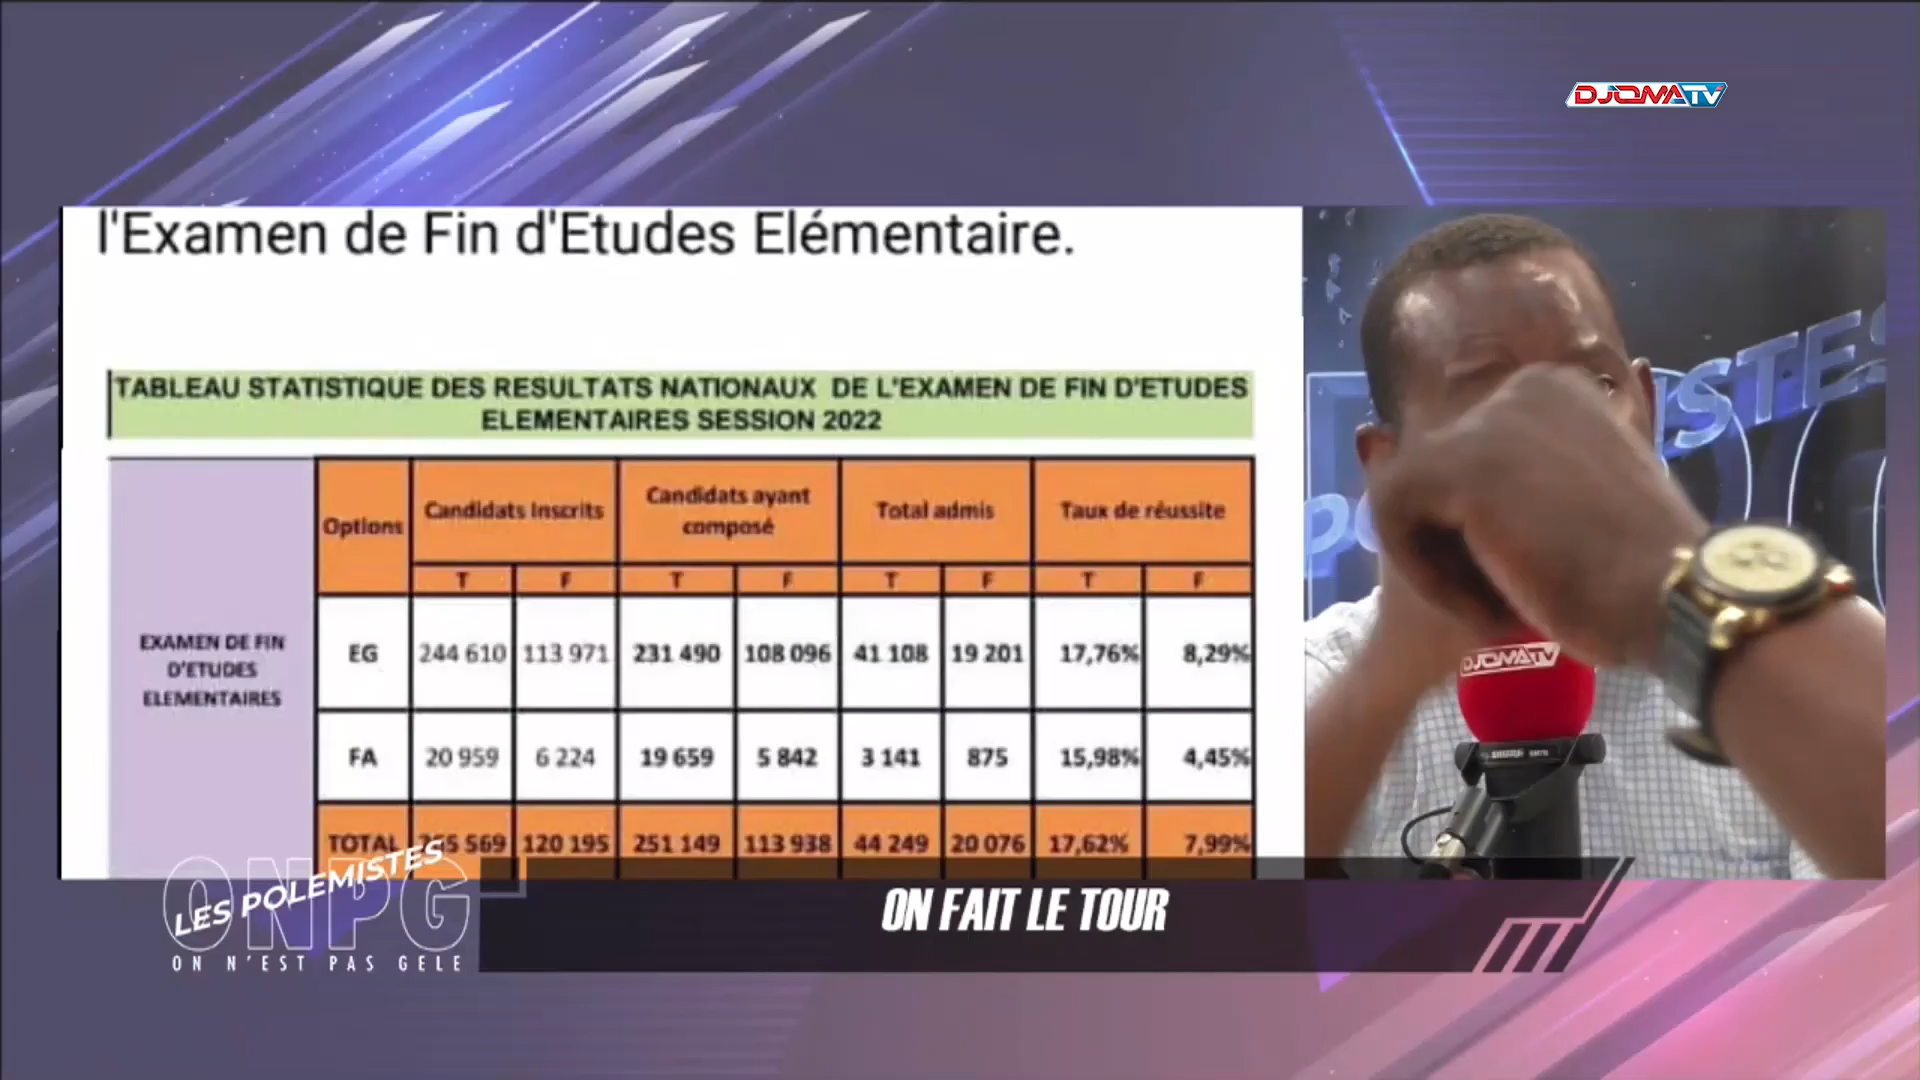 DJOMATV
l'Examen de Fin d'Etudes Elémentaire.
TABLEAU STATISTIQUE DES RESULTATS NATIONAUX DE L'EXAMEN DE FIN D'ETUDES
ELEMENTAIRES SESSION 2022
Options
Candidats Inscrits
Candidats ayant
composé
Total admis
Taux de réussite
T F T F T F T F
EXAMEN DE FIN
D'ETUDES
ELEMENTAIRES
EG 244 610 113 971 231 490 108 096 41 108 19 201 17,76% 8,29%
FA 20 959 6 224 19 659 5 842 3 141 875 15,98% 4,45%
TOTAL 265 569 120 195 251 149 113 938 44 249 20 076 17,62% 7,99%
STES
DJOMATV
ONPG
LES POLEMISTES
ON N'EST PAS GELE
ON FAIT LE TOUR